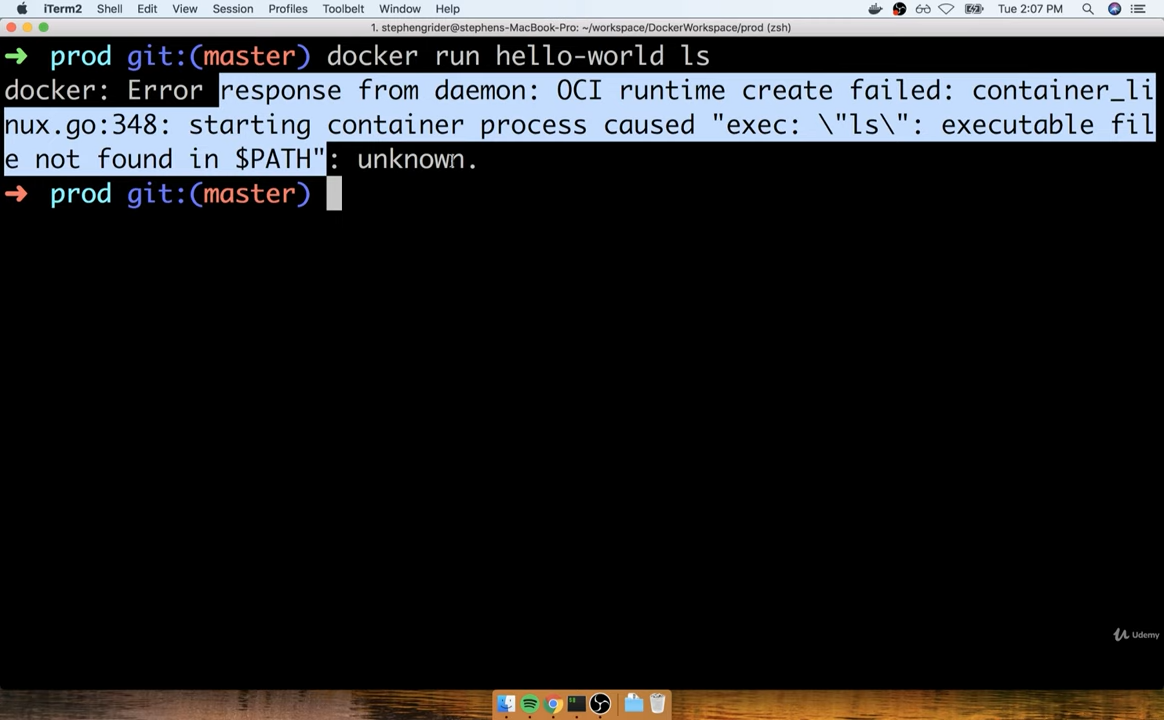 iTerm2 Shell Edit View Session Profiles Toolbelt Window Help Tue 2:07 PM
1. stephengrider@stephens-MacBook-Pro: ~/workspace/DockerWorkspace/prod (zsh)
➜ prod git:(master) docker run hello-world ls
docker: Error response from daemon: OCI runtime create failed: container_li
nux.go:348: starting container process caused "exec: \"ls\": executable fil
e not found in $PATH": unknown.
➜ prod git:(master)
Udemy